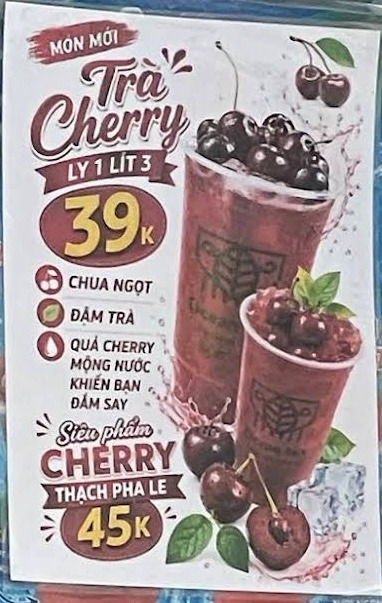 MÓN MỚI
Trà
Cherry
LY 1 LÍT 3
39K
CHUA NGỌT
ĐẬM TRÀ
QUẢ CHERRY
MỌNG NƯỚC
KHIẾN BẠN
ĐẮM SAY
Siêu phẩm
CHERRY
THẠCH PHA LE
45K